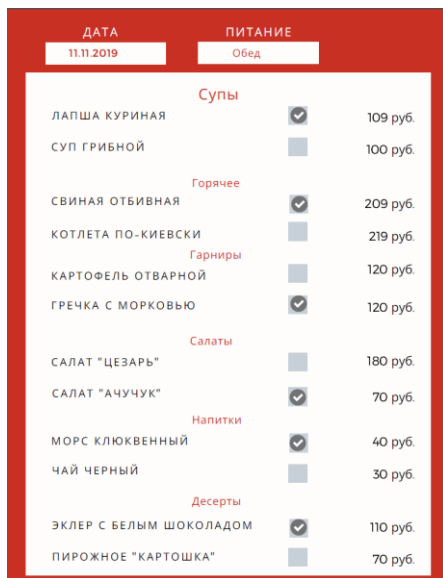 ДАТА ПИТАНИЕ
11.11.2019 Обед
Супы
ЛАПША КУРИНАЯ 109 руб.
СУП ГРИБНОЙ 100 руб.
Горячее
СВИНАЯ ОТБИВНАЯ 209 руб.
КОТЛЕТА ПО-КИЕВСКИ 219 руб.
Гарниры
КАРТОФЕЛЬ ОТВАРНОЙ 120 руб.
ГРЕЧКА С МОРКОВЬЮ 120 руб.
Салаты
САЛАТ "ЦЕЗАРЬ" 180 руб.
САЛАТ "АЧУЧУК" 70 руб.
Напитки
МОРС КЛЮКВЕННЫЙ 40 руб.
ЧАЙ ЧЕРНЫЙ 30 руб.
Десерты
ЭКЛЕР С БЕЛЫМ ШОКОЛАДОМ 110 руб.
ПИРОЖНОЕ "КАРТОШКА" 70 руб.